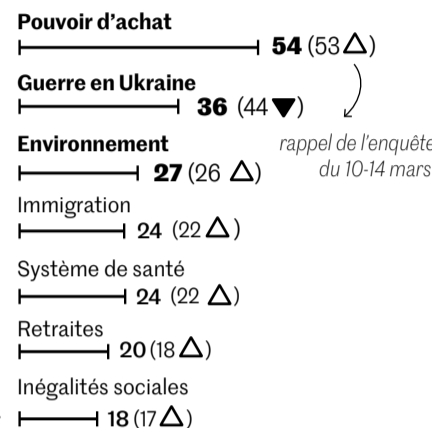 Pouvoir d’achat
54 (53 △)
Guerre en Ukraine
36 (44 ▼)
Environnement
27 (26 △)
rappel de l'enquête
du 10-14 mars
Immigration
24 (22 △)
Système de santé
24 (22 △)
Retraites
20 (18 △)
Inégalités sociales
18 (17 △)